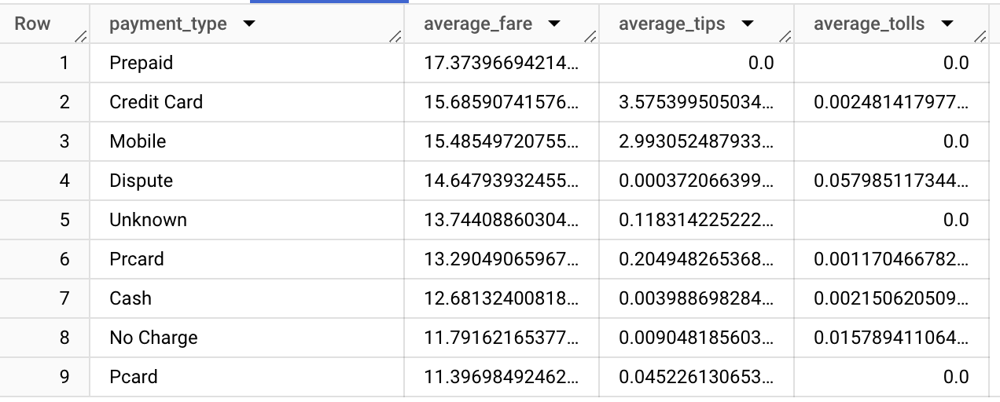 Row payment_type average_fare average_tips average_tolls
1 Prepaid 17.37396694214… 0.0 0.0
2 Credit Card 15.68590741576… 3.575399505034… 0.002481417977…
3 Mobile 15.48549720755… 2.993052487933… 0.0
4 Dispute 14.64793932455… 0.000372066399… 0.057985117344…
5 Unknown 13.74408860304… 0.118314225222… 0.0
6 Prcard 13.29049065967… 0.204948265368… 0.001170466782…
7 Cash 12.68132400818… 0.003988698284… 0.002150620509…
8 No Charge 11.79162165377… 0.009048185603… 0.015789411064…
9 Pcard 11.39698492462… 0.045226130653… 0.0